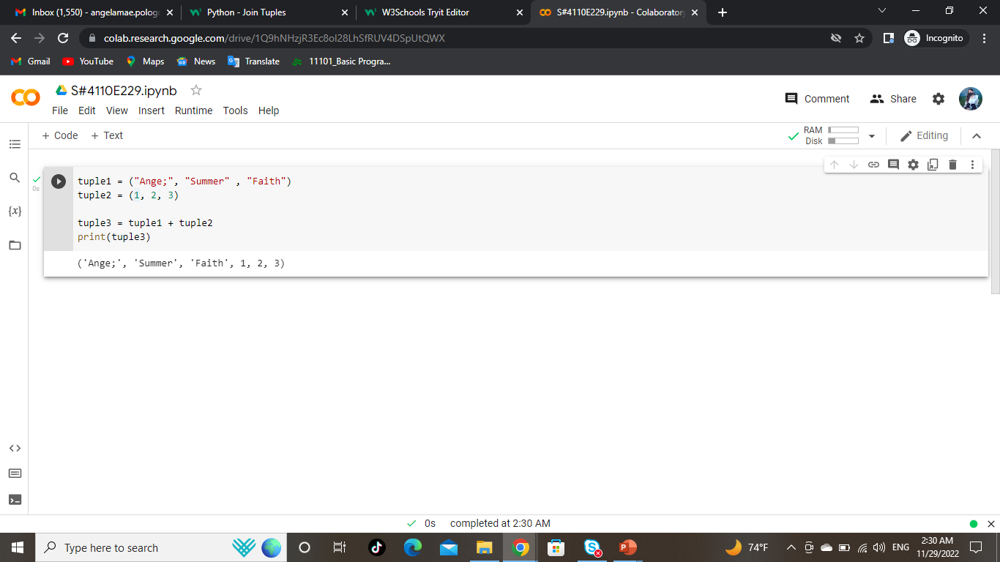 Inbox (1,550) - angelamae.polog
Python - Join Tuples
W3Schools Tryit Editor
S#4110E229.ipynb - Colaboratory
colab.research.google.com/drive/1Q9hNHzjR3Ec8oI28LhSfRUV4DSpUtQWX
Incognito
Gmail
YouTube
Maps
News
Translate
11101_Basic Progra...
S#4110E229.ipynb
File Edit View Insert Runtime Tools Help
Comment
Share
+ Code + Text
RAM
Disk
Editing
0s
{x}
tuple1 = ("Ange;", "Summer" , "Faith")
tuple2 = (1, 2, 3)
tuple3 = tuple1 + tuple2
print(tuple3)
('Ange;', 'Summer', 'Faith', 1, 2, 3)
0s completed at 2:30 AM
Type here to search
74°F
ENG
2:30 AM
11/29/2022